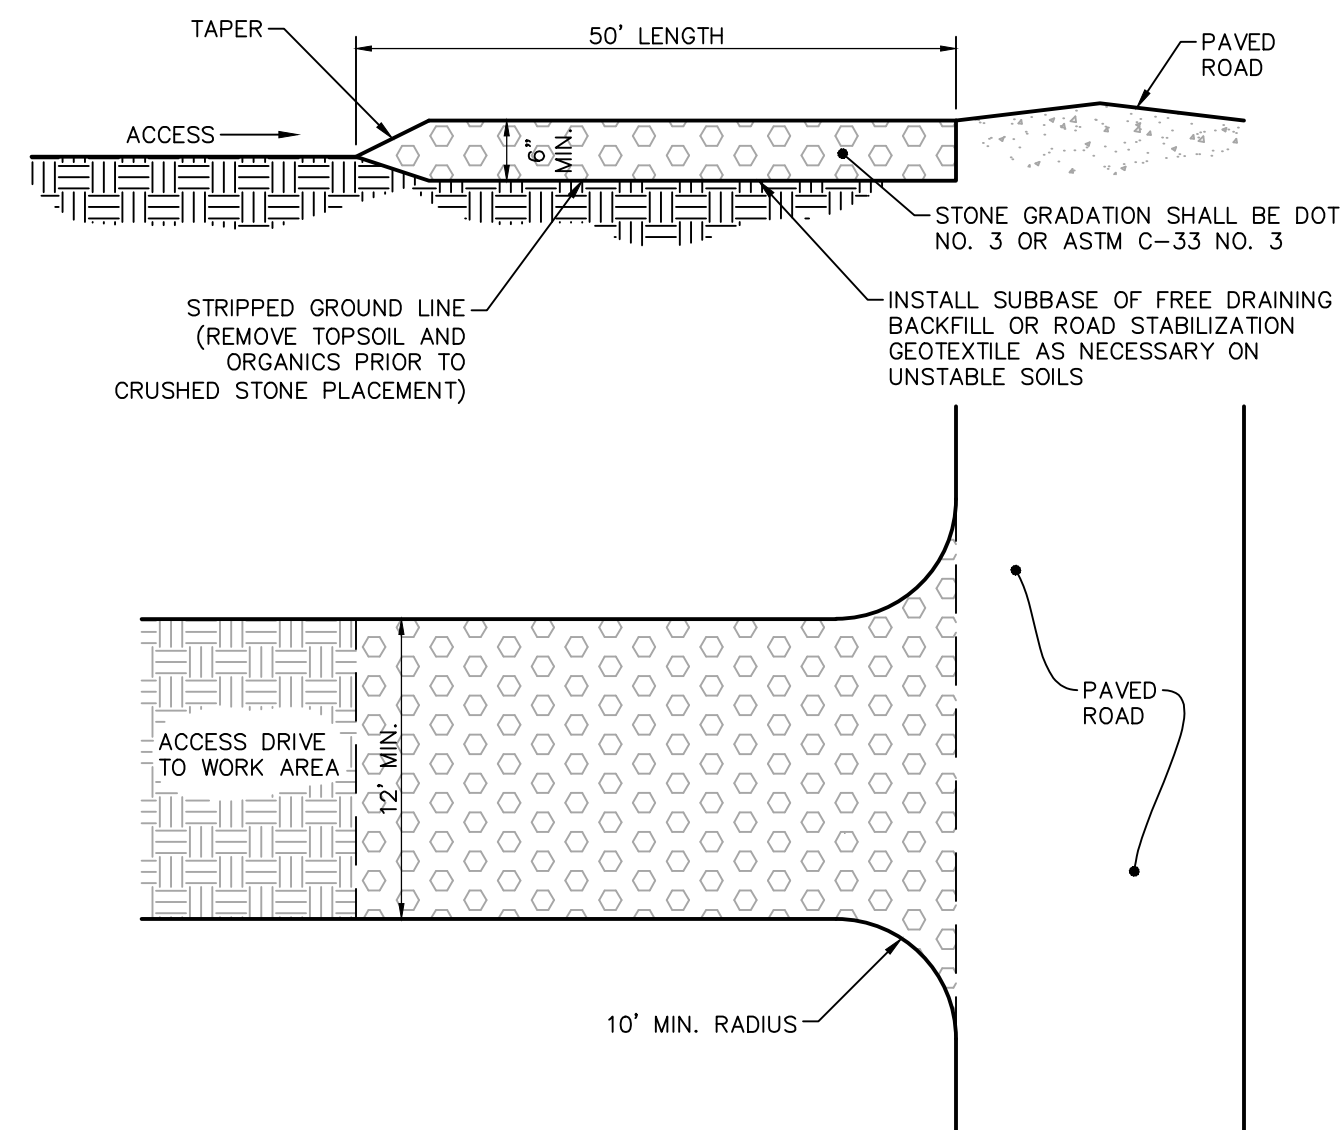 TAPER
50' LENGTH
PAVED
ROAD
ACCESS
6"
MIN.
STONE GRADATION SHALL BE DOT
NO. 3 OR ASTM C-33 NO. 3
STRIPPED GROUND LINE
(REMOVE TOPSOIL AND
ORGANICS PRIOR TO
CRUSHED STONE PLACEMENT)
INSTALL SUBBASE OF FREE DRAINING
BACKFILL OR ROAD STABILIZATION
GEOTEXTILE AS NECESSARY ON
UNSTABLE SOILS
PAVED
ROAD
ACCESS DRIVE
TO WORK AREA
12' MIN.
10' MIN. RADIUS